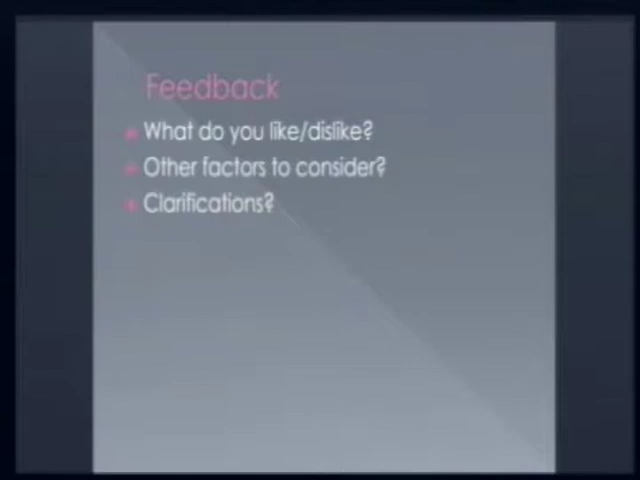 Feedback
What do you like/dislike?
Other factors to consider?
Clarifications?